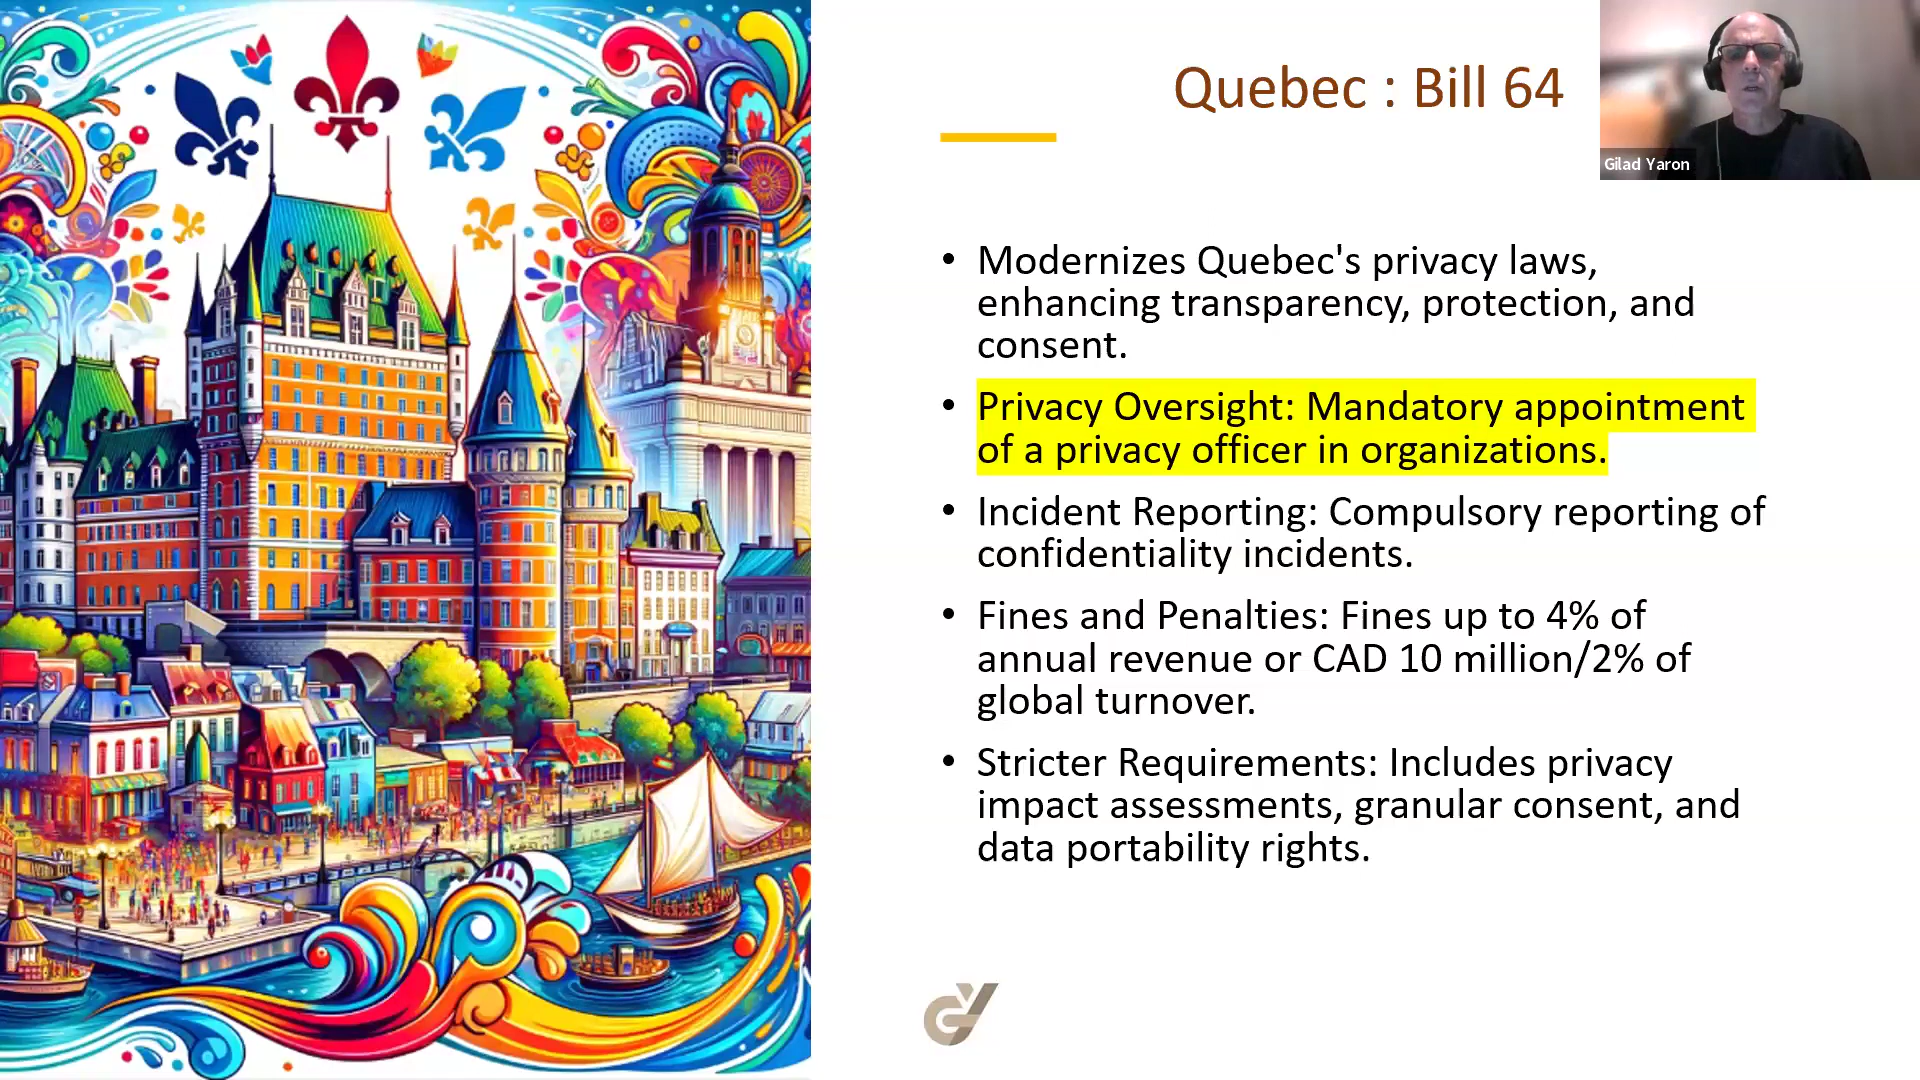 Quebec : Bill 64
Gilad Yaron
• Modernizes Quebec's privacy laws,
enhancing transparency, protection, and
consent.
• Privacy Oversight: Mandatory appointment
of a privacy officer in organizations.
• Incident Reporting: Compulsory reporting of
confidentiality incidents.
• Fines and Penalties: Fines up to 4% of
annual revenue or CAD 10 million/2% of
global turnover.
• Stricter Requirements: Includes privacy
impact assessments, granular consent, and
data portability rights.